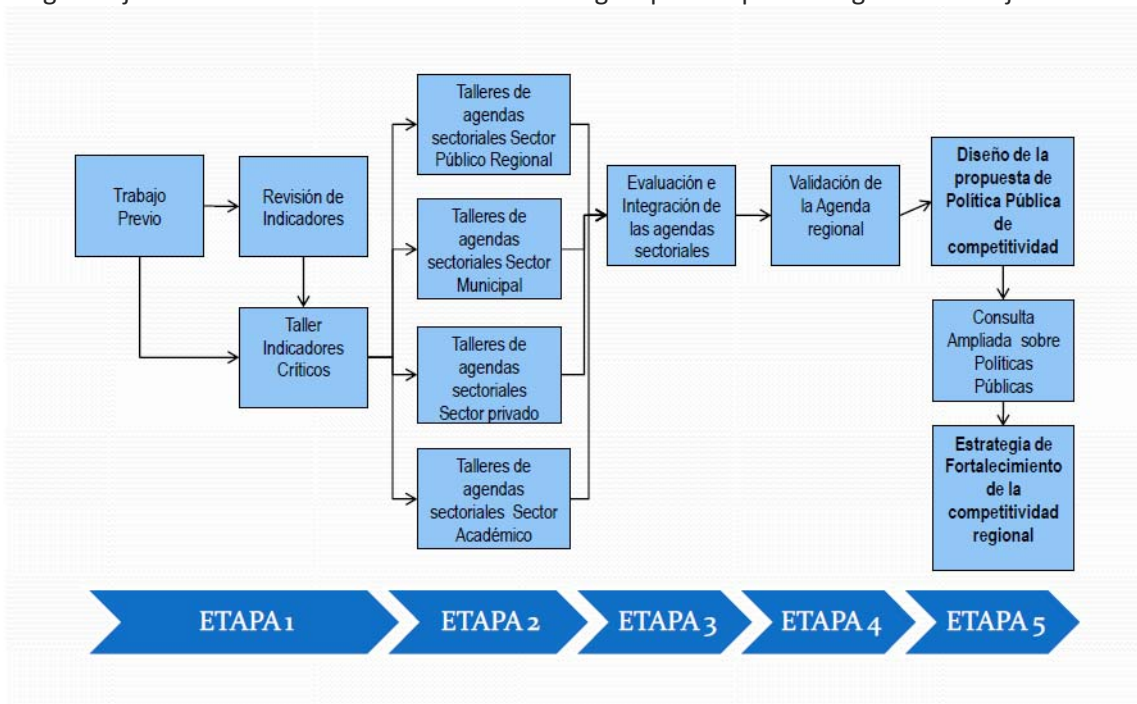 Trabajo
Previo
Revisión de
Indicadores
Taller
Indicadores
Críticos
Talleres de
agendas
sectoriales Sector
Público Regional
Talleres de
agendas
sectoriales Sector
Municipal
Talleres de
agendas
sectoriales
Sector privado
Talleres de
agendas
sectoriales Sector
Académico
Evaluación e
Integración de
las agendas
sectoriales
Validación de
la Agenda
regional
Diseño de la
propuesta de
Política Pública
de
competitividad
Consulta
Ampliada sobre
Políticas
Públicas
Estrategia de
Fortalecimiento
de la
competitividad
regional
ETAPA 1
ETAPA 2
ETAPA 3
ETAPA 4
ETAPA 5